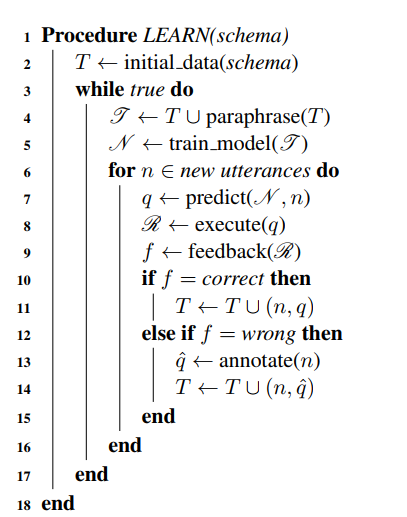 1 Procedure LEARN(schema)
2 T ← initial_data(schema)
3 while true do
4 𝒯 ← T ∪ paraphrase(T)
5 𝒩 ← train_model(𝒯)
6 for n ∈ new utterances do
7 q ← predict(𝒩, n)
8 ℛ ← execute(q)
9 f ← feedback(ℛ)
10 if f = correct then
11 T ← T ∪ (n, q)
12 else if f = wrong then
13 q̂ ← annotate(n)
14 T ← T ∪ (n, q̂)
15 end
16 end
17 end
18 end